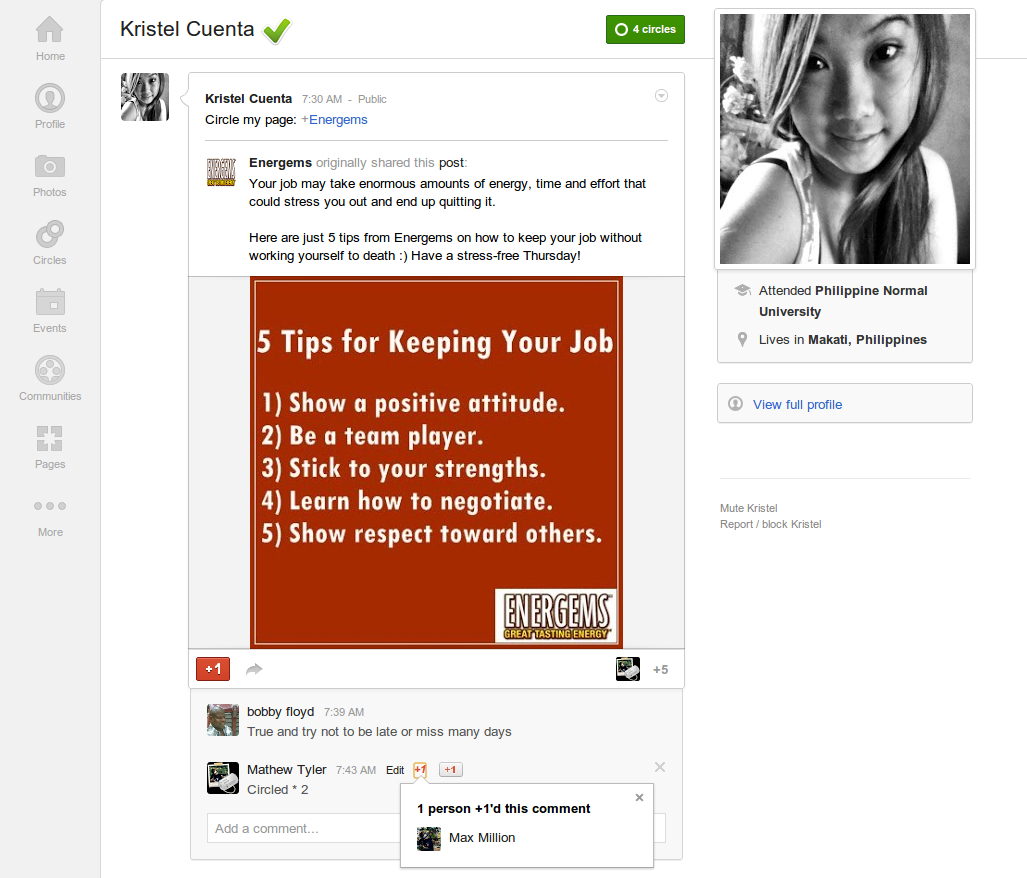 Home
Profile
Photos
Circles
Events
Communities
Pages
More
Kristel Cuenta
4 circles
Kristel Cuenta 7:30 AM - Public
Circle my page: +Energems
ENERGEMS
Energems originally shared this post:
Your job may take enormous amounts of energy, time and effort that
could stress you out and end up quitting it.
Here are just 5 tips from Energems on how to keep your job without
working yourself to death :) Have a stress-free Thursday!
5 Tips for Keeping Your Job
1) Show a positive attitude.
2) Be a team player.
3) Stick to your strengths.
4) Learn how to negotiate.
5) Show respect toward others.
ENERGEMS™
GREAT TASTING ENERGY™
+1
+5
bobby floyd 7:39 AM
True and try not to be late or miss many days
Mathew Tyler 7:43 AM Edit +1 +1
Circled * 2
Add a comment...
1 person +1'd this comment
Max Million
Attended Philippine Normal
University
Lives in Makati, Philippines
View full profile
Mute Kristel
Report / block Kristel